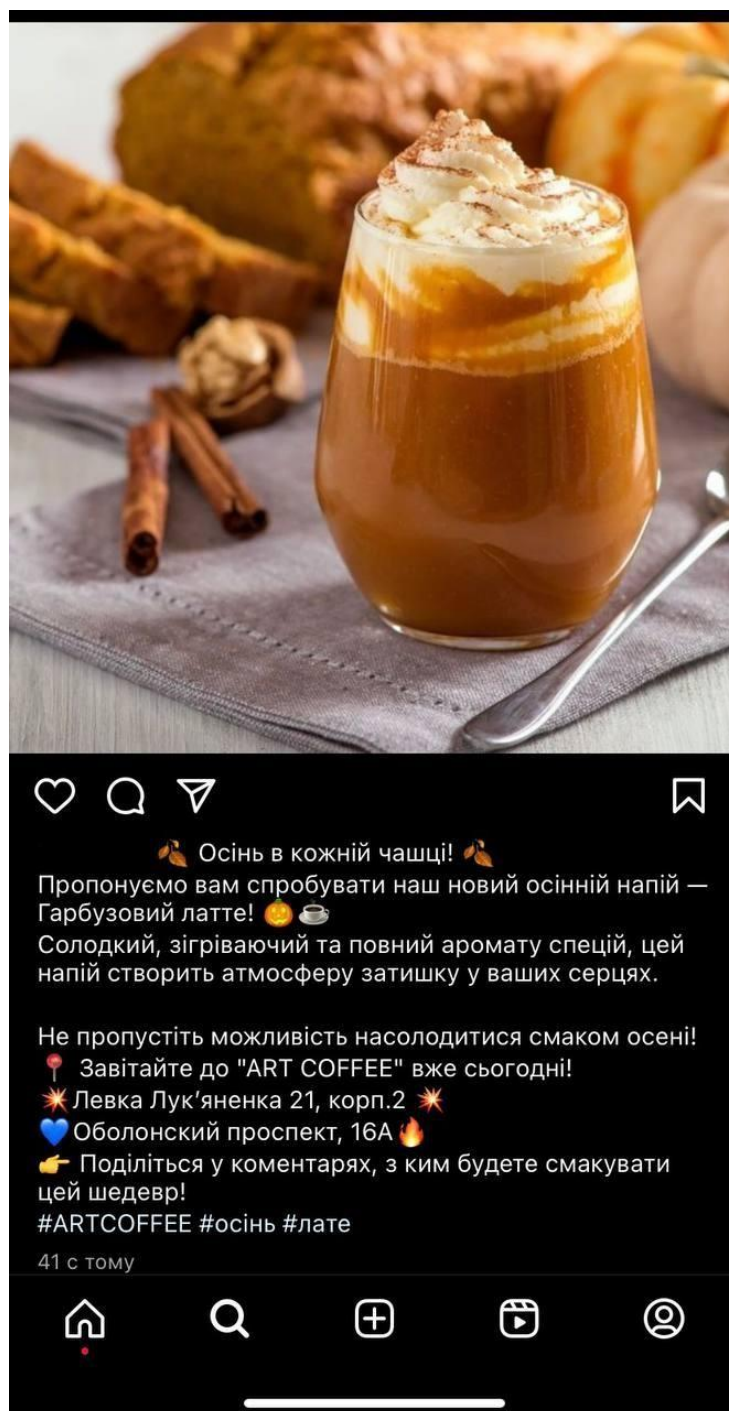 🍂 Осінь в кожній чашці! 🍂
Пропонуємо вам спробувати наш новий осінній напій —
Гарбузовий латте! 🎃☕
Солодкий, зігріваючий та повний аромату спецій, цей
напій створить атмосферу затишку у ваших серцях.
Не пропустіть можливість насолодитися смаком осені!
📍 Завітайте до "ART COFFEE" вже сьогодні!
💥Левка Лук’яненка 21, корп.2 💥
💙Оболонский проспект, 16А🔥
👉 Поділіться у коментарях, з ким будете смакувати
цей шедевр!
#ARTCOFFEE #осінь #лате
41 с тому